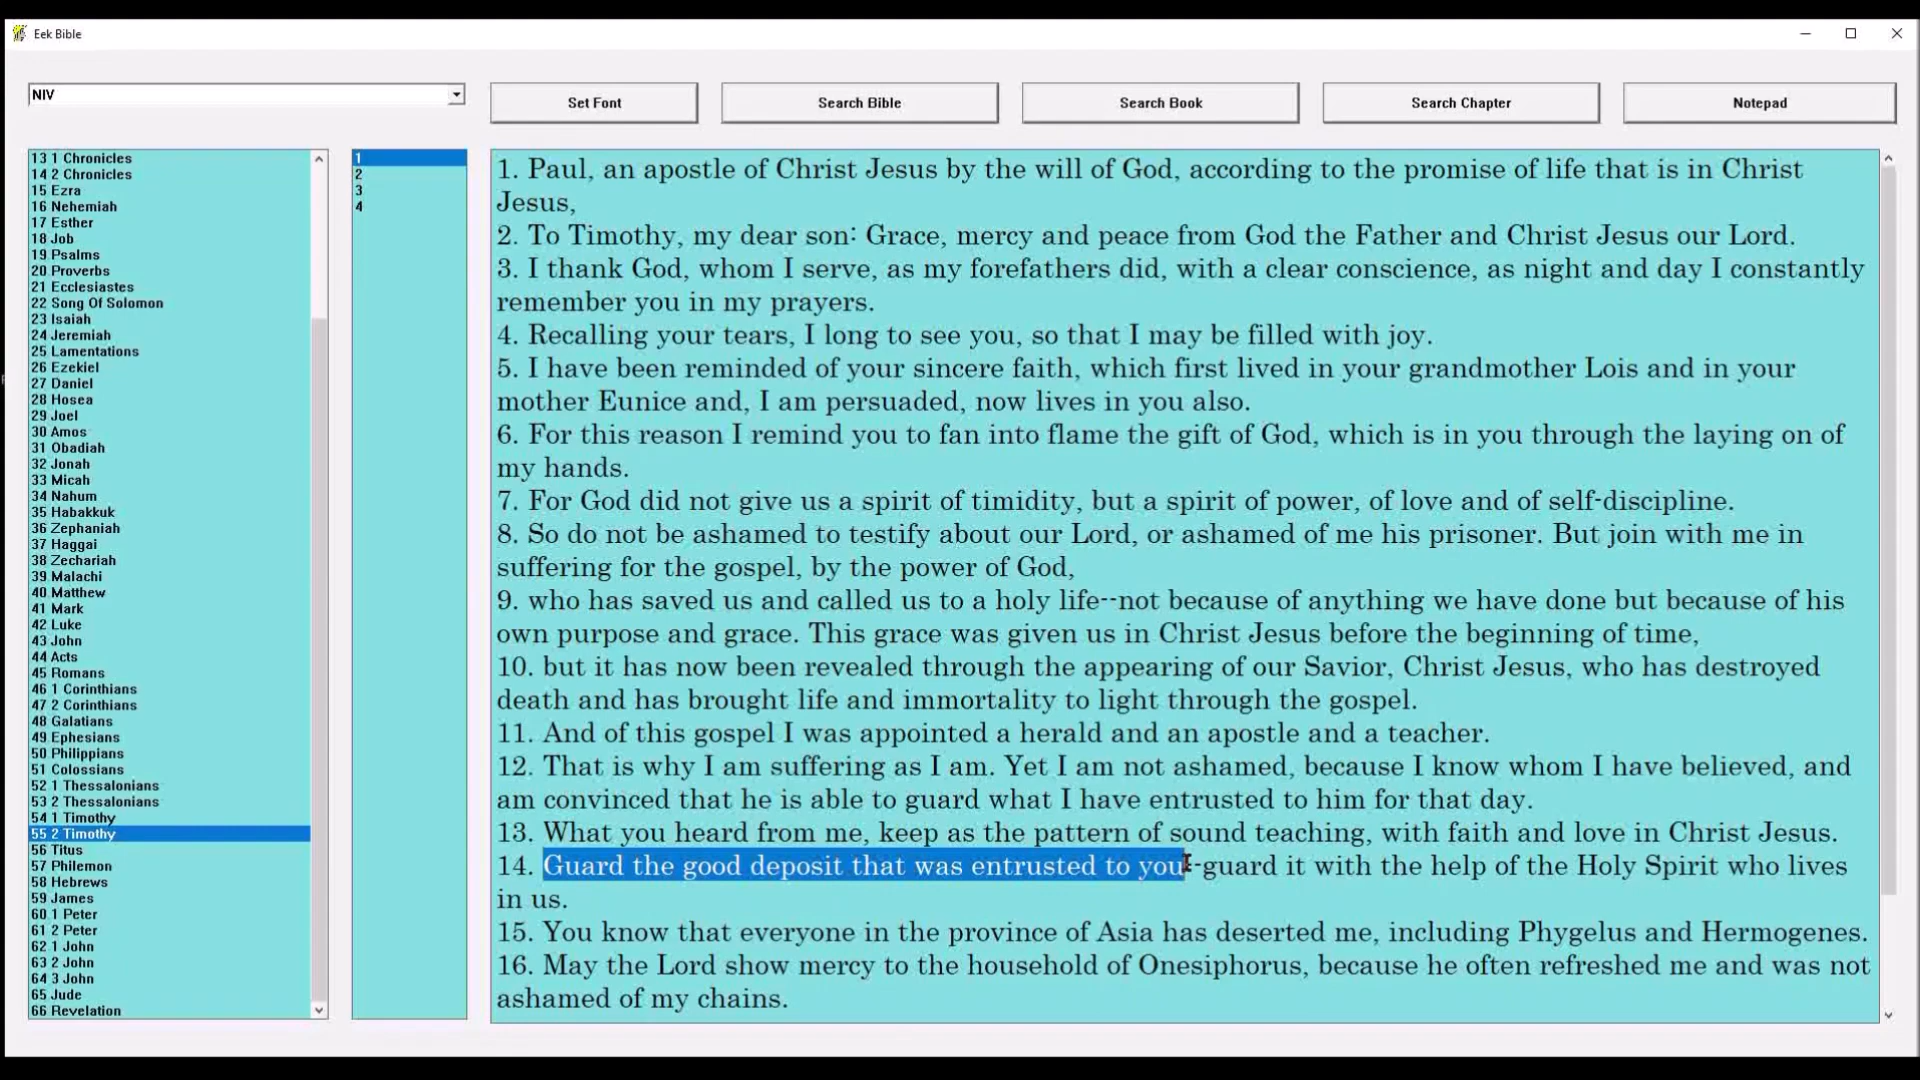 Eek Bible
NIV
Set Font
Search Bible
Search Book
Search Chapter
Notepad
13 1 Chronicles
14 2 Chronicles
15 Ezra
16 Nehemiah
17 Esther
18 Job
19 Psalms
20 Proverbs
21 Ecclesiastes
22 Song Of Solomon
23 Isaiah
24 Jeremiah
25 Lamentations
26 Ezekiel
27 Daniel
28 Hosea
29 Joel
30 Amos
31 Obadiah
32 Jonah
33 Micah
34 Nahum
35 Habakkuk
36 Zephaniah
37 Haggai
38 Zechariah
39 Malachi
40 Matthew
41 Mark
42 Luke
43 John
44 Acts
45 Romans
46 1 Corinthians
47 2 Corinthians
48 Galatians
49 Ephesians
50 Philippians
51 Colossians
52 1 Thessalonians
53 2 Thessalonians
54 1 Timothy
55 2 Timothy
56 Titus
57 Philemon
58 Hebrews
59 James
60 1 Peter
61 2 Peter
62 1 John
63 2 John
64 3 John
65 Jude
66 Revelation
1
2
3
4
1. Paul, an apostle of Christ Jesus by the will of God, according to the promise of life that is in Christ
Jesus,
2. To Timothy, my dear son: Grace, mercy and peace from God the Father and Christ Jesus our Lord.
3. I thank God, whom I serve, as my forefathers did, with a clear conscience, as night and day I constantly
remember you in my prayers.
4. Recalling your tears, I long to see you, so that I may be filled with joy.
5. I have been reminded of your sincere faith, which first lived in your grandmother Lois and in your
mother Eunice and, I am persuaded, now lives in you also.
6. For this reason I remind you to fan into flame the gift of God, which is in you through the laying on of
my hands.
7. For God did not give us a spirit of timidity, but a spirit of power, of love and of self-discipline.
8. So do not be ashamed to testify about our Lord, or ashamed of me his prisoner. But join with me in
suffering for the gospel, by the power of God,
9. who has saved us and called us to a holy life--not because of anything we have done but because of his
own purpose and grace. This grace was given us in Christ Jesus before the beginning of time,
10. but it has now been revealed through the appearing of our Savior, Christ Jesus, who has destroyed
death and has brought life and immortality to light through the gospel.
11. And of this gospel I was appointed a herald and an apostle and a teacher.
12. That is why I am suffering as I am. Yet I am not ashamed, because I know whom I have believed, and
am convinced that he is able to guard what I have entrusted to him for that day.
13. What you heard from me, keep as the pattern of sound teaching, with faith and love in Christ Jesus.
14. Guard the good deposit that was entrusted to you--guard it with the help of the Holy Spirit who lives
in us.
15. You know that everyone in the province of Asia has deserted me, including Phygelus and Hermogenes.
16. May the Lord show mercy to the household of Onesiphorus, because he often refreshed me and was not
ashamed of my chains.